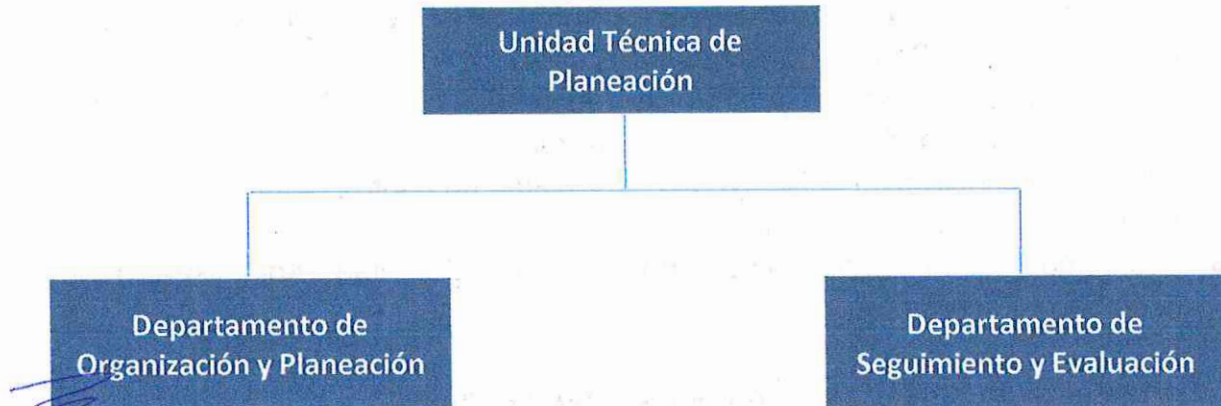 Unidad Técnica de
Planeación
Departamento de
Organización y Planeación
Departamento de
Seguimiento y Evaluación